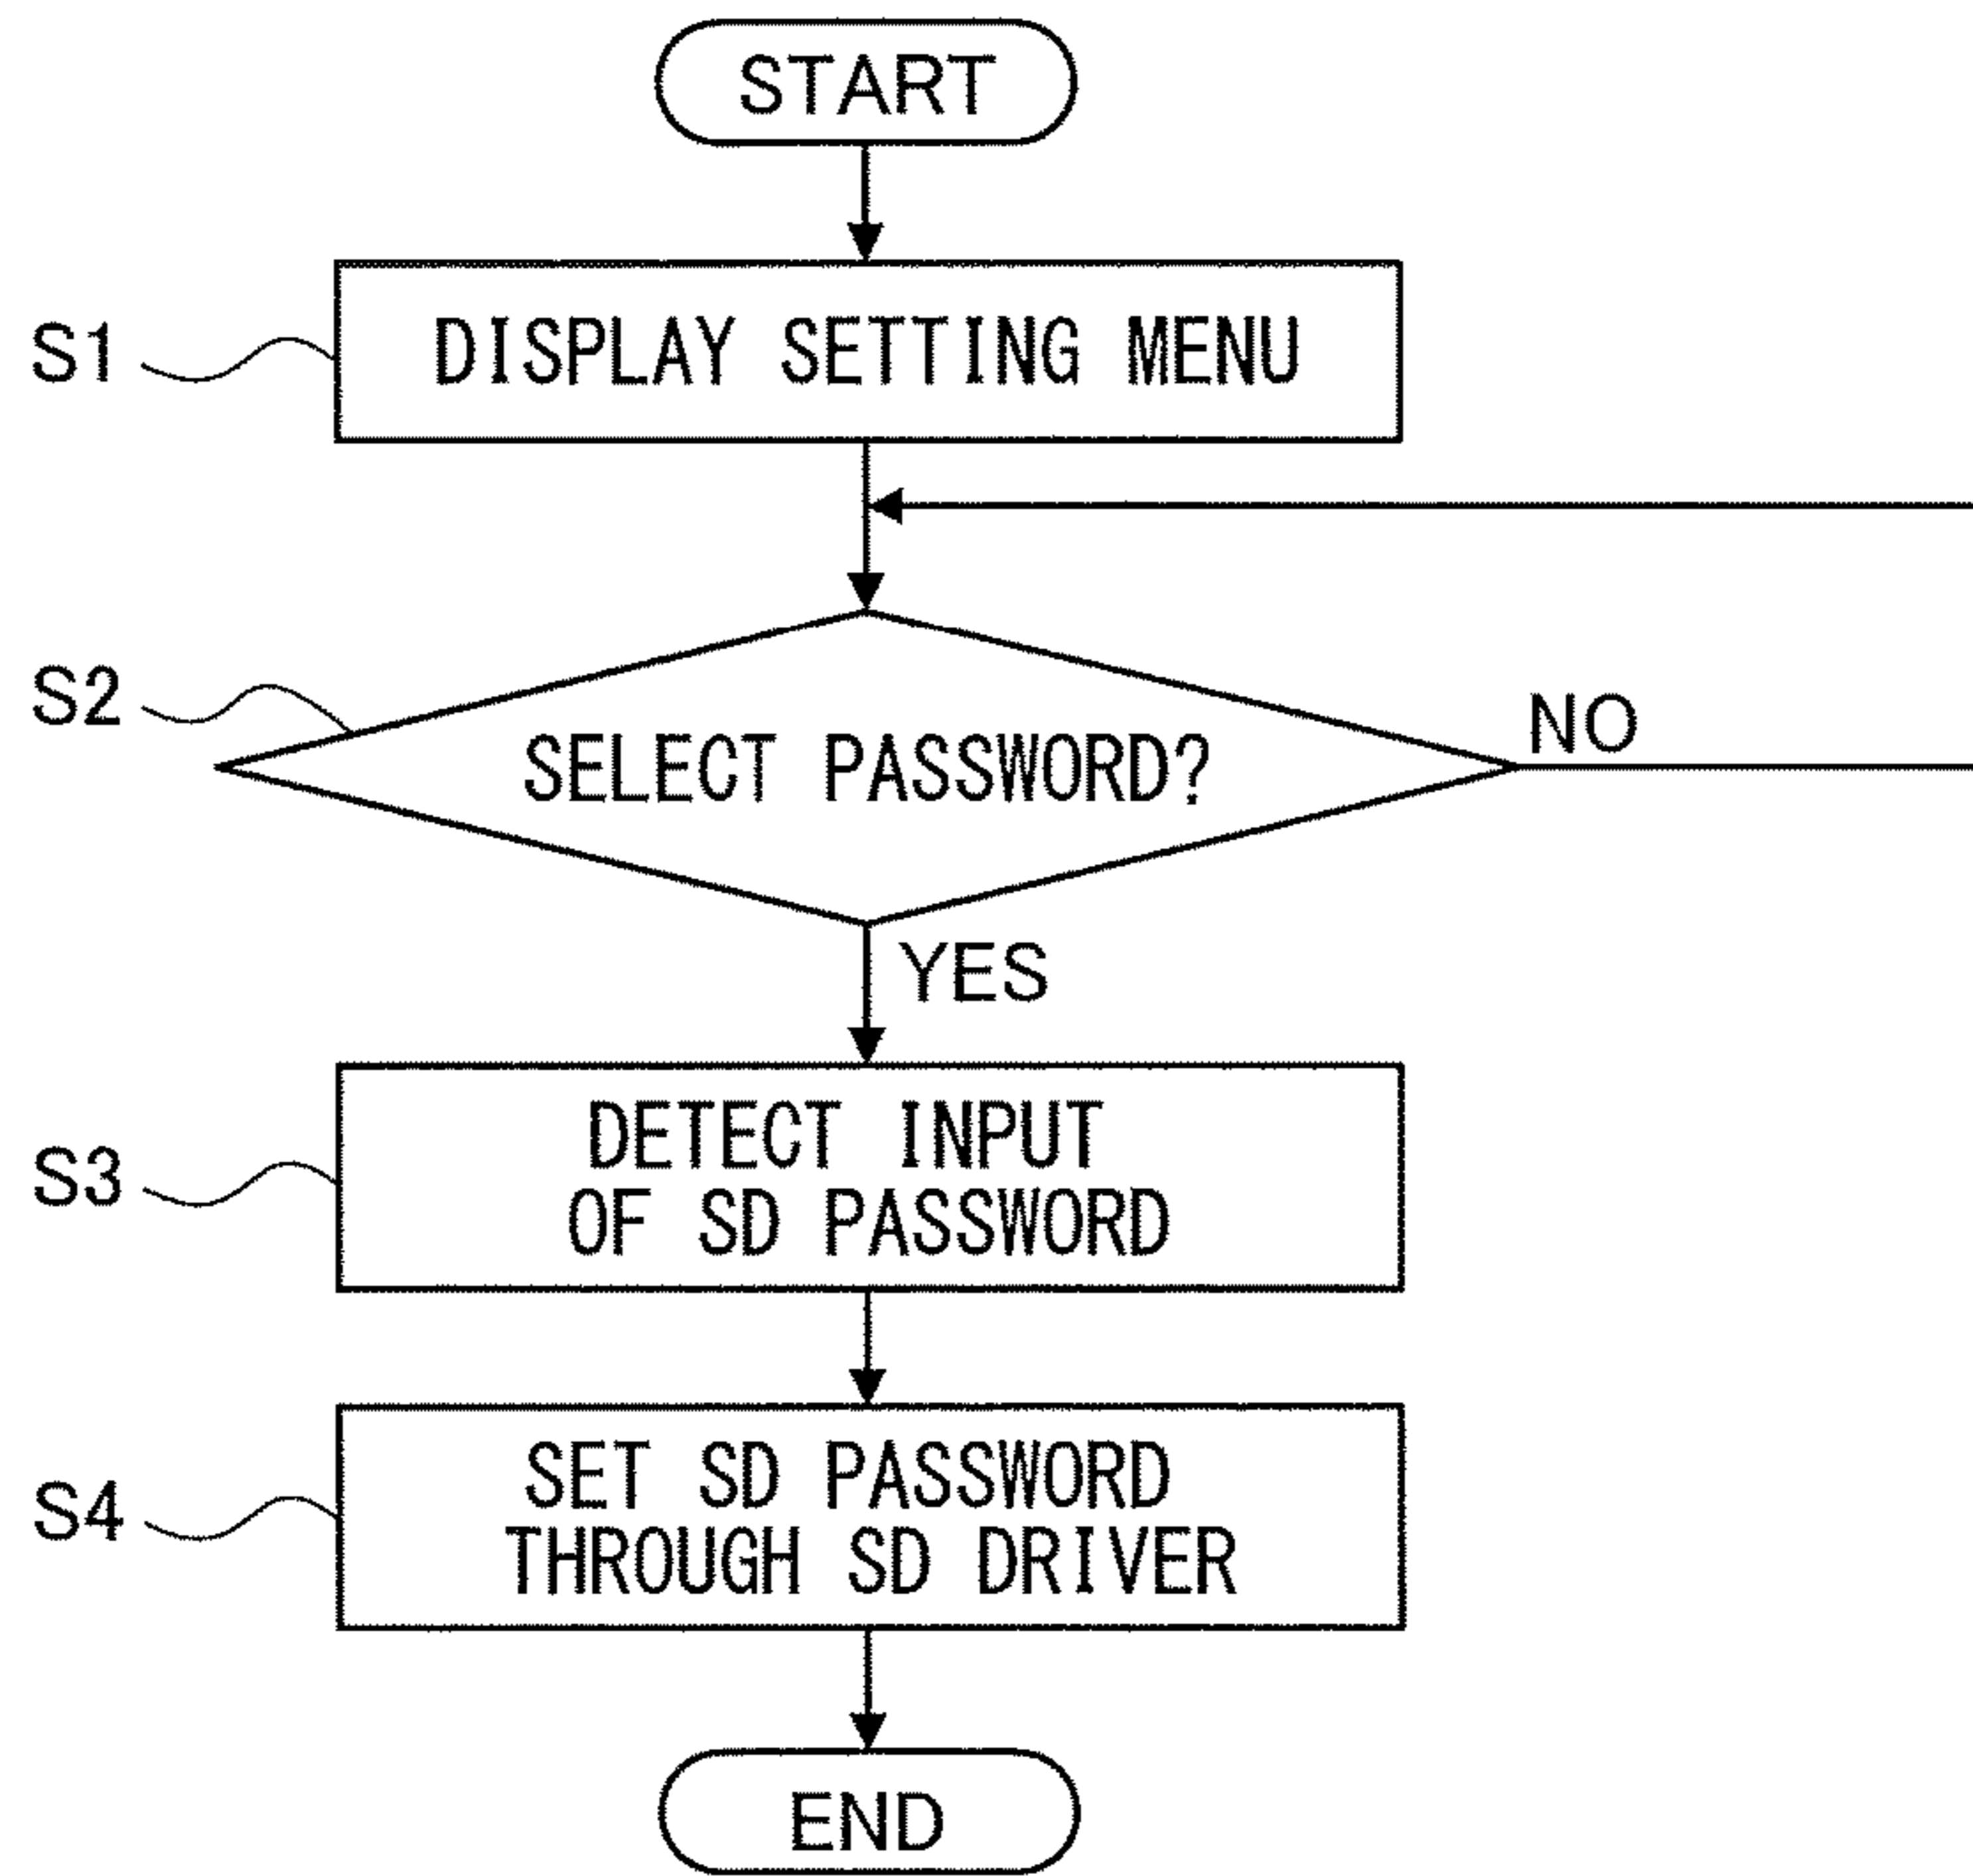 START
S1
DISPLAY SETTING MENU
S2
SELECT PASSWORD?
NO
YES
S3
DETECT INPUT
OF SD PASSWORD
S4
SET SD PASSWORD
THROUGH SD DRIVER
END